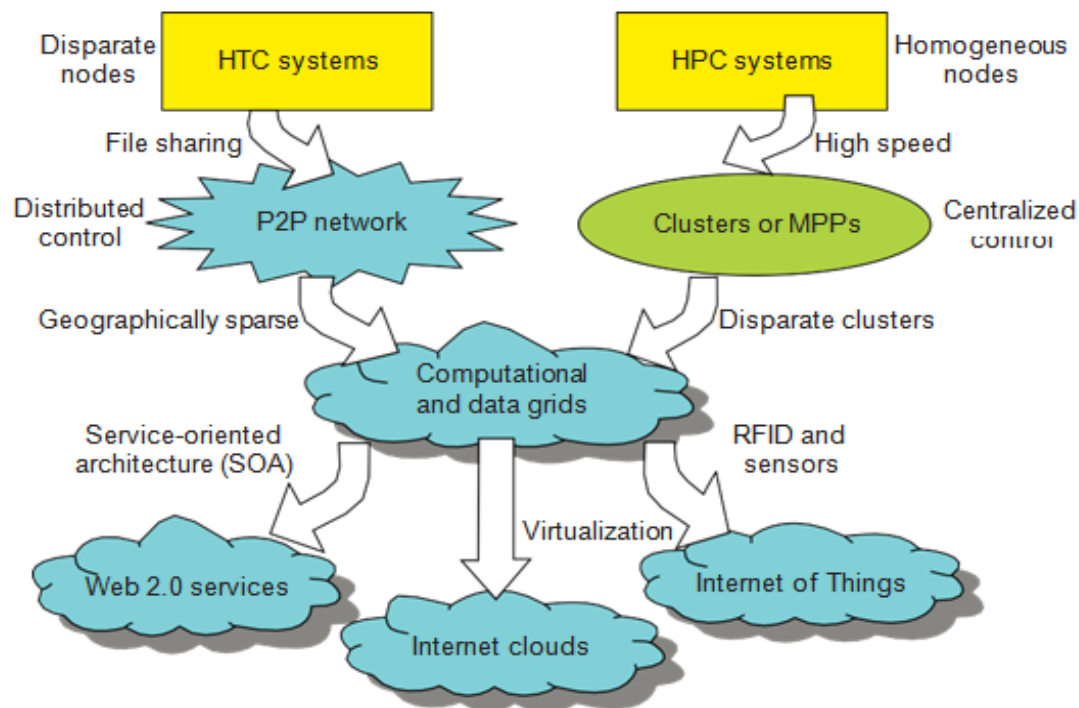 Disparate
nodes
HTC systems
HPC systems
Homogeneous
nodes
File sharing
High speed
Distributed
control
P2P network
Clusters or MPPs
Centralized
control
Geographically sparse
Disparate clusters
Computational
and data grids
Service-oriented
architecture (SOA)
RFID and
sensors
Virtualization
Web 2.0 services
Internet of Things
Internet clouds